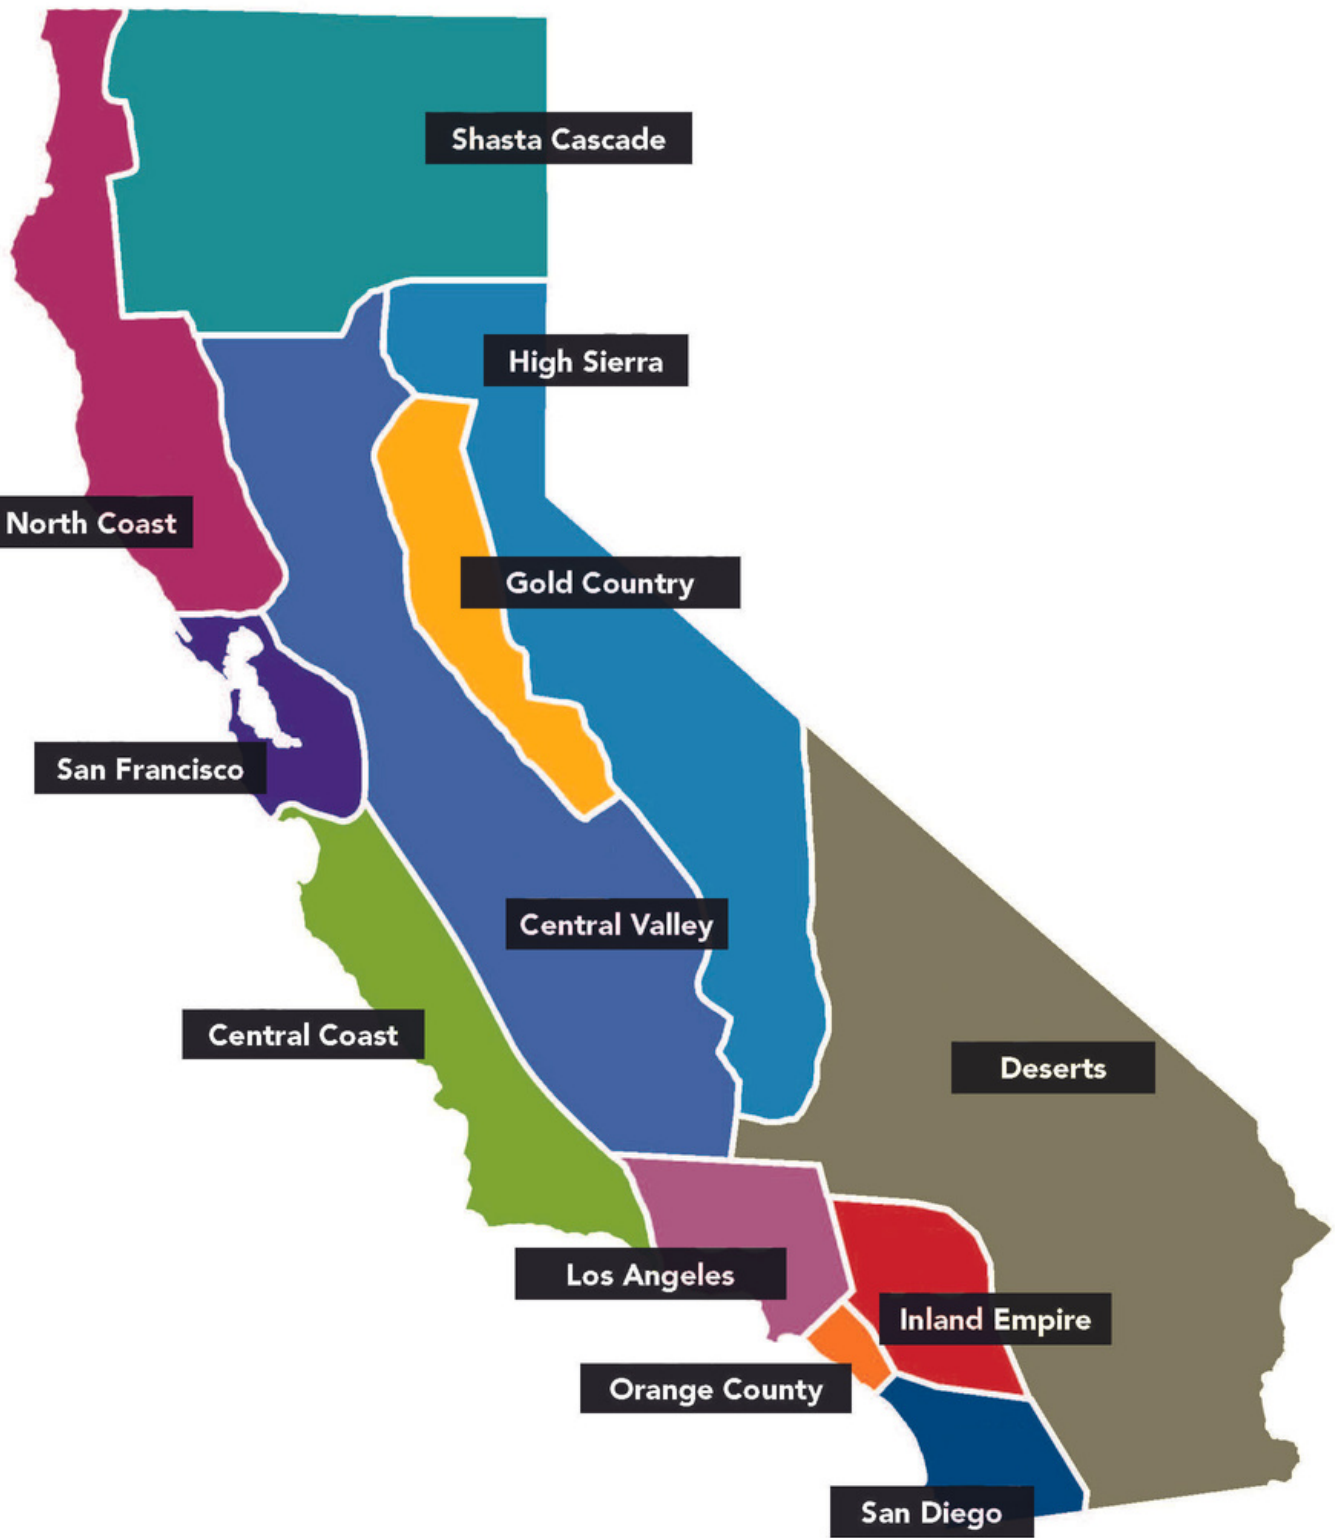 Shasta Cascade
High Sierra
North Coast
Gold Country
San Francisco
Central Valley
Central Coast
Deserts
Los Angeles
Inland Empire
Orange County
San Diego